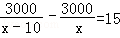 3000/(x − 10) − 3000/x = 15